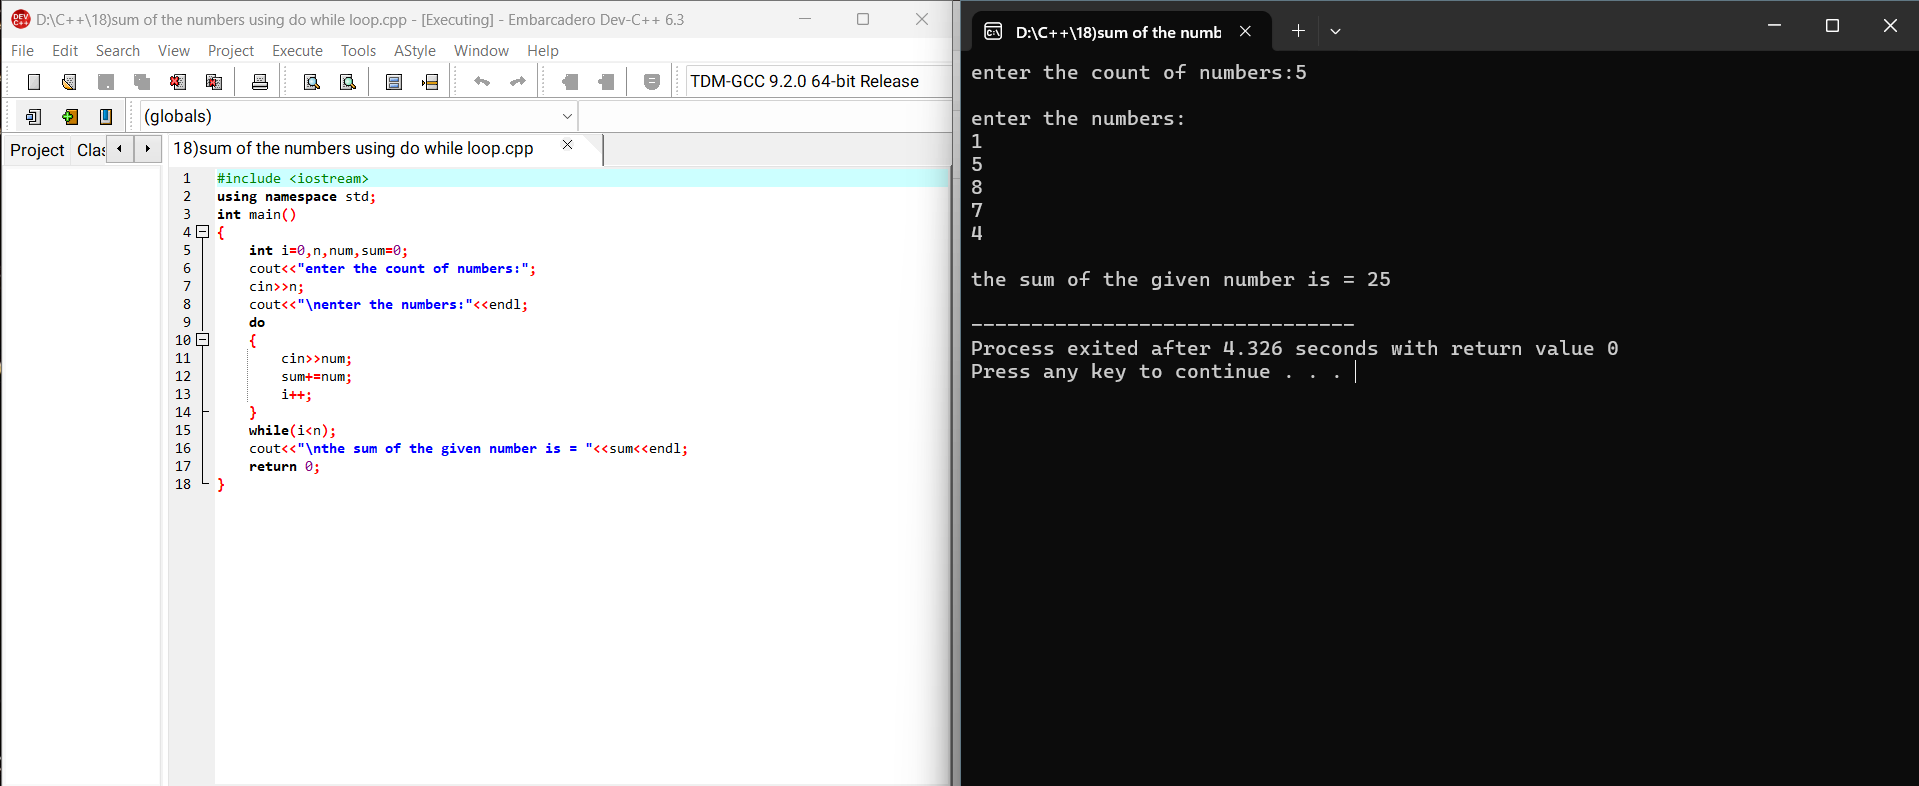 D:\C++\18)sum of the numbers using do while loop.cpp - [Executing] - Embarcadero Dev-C++ 6.3
File Edit Search View Project Execute Tools AStyle Window Help
TDM-GCC 9.2.0 64-bit Release
(globals)
Project Clas
18)sum of the numbers using do while loop.cpp
1 #include <iostream>
2 using namespace std;
3 int main()
4 {
5 int i=0,n,num,sum=0;
6 cout<<"enter the count of numbers:";
7 cin>>n;
8 cout<<"\nenter the numbers:"<<endl;
9 do
10 {
11 cin>>num;
12 sum+=num;
13 i++;
14 }
15 while(i<n);
16 cout<<"\nthe sum of the given number is = "<<sum<<endl;
17 return 0;
18 }
D:\C++\18)sum of the numb
enter the count of numbers:5
enter the numbers:
1
5
8
7
4
the sum of the given number is = 25
--------------------------------
Process exited after 4.326 seconds with return value 0
Press any key to continue . . .